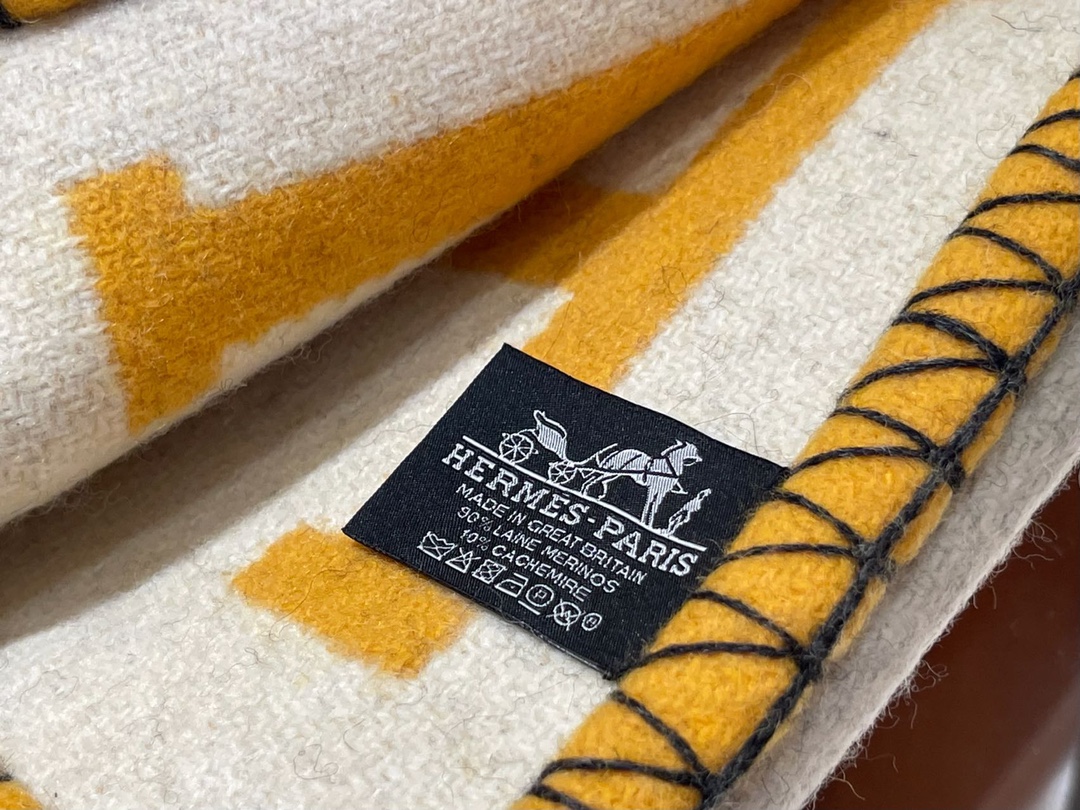 HERMES-PARIS
MADE IN GREAT BRITAIN
90% LAINE MERINOS
10% CACHEMIRE
P